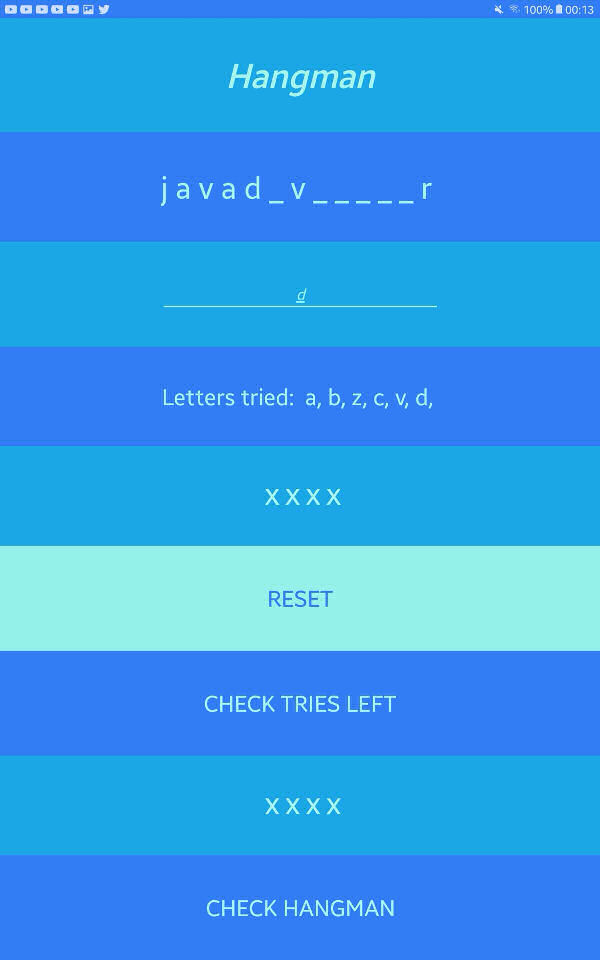 100% 00:13
Hangman
j a v a d _ v _ _ _ _ _ r
d
Letters tried:  a, b, z, c, v, d,
X X X X
RESET
CHECK TRIES LEFT
X X X X
CHECK HANGMAN